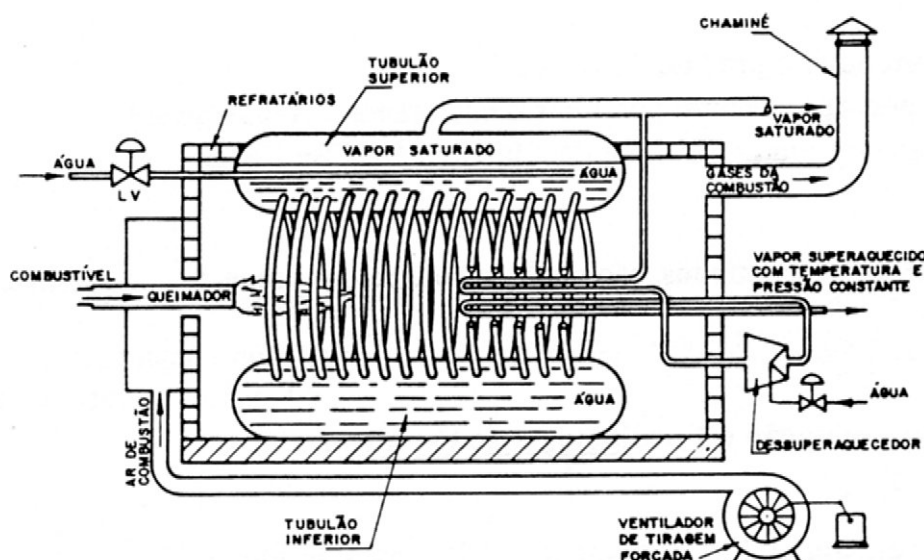 CHAMINÉ
TUBULÃO
SUPERIOR
REFRATÁRIOS
VAPOR
SATURADO
VAPOR SATURADO
ÁGUA
LV
ÁGUA
GASES DA
COMBUSTÃO
COMBUSTÍVEL
QUEIMADOR
VAPOR SUPERAQUECIDO
COM TEMPERATURA E
PRESSÃO CONSTANTE
ÁGUA
ÁGUA
DESSUPERAQUECEDOR
AR DE
COMBUSTÃO
TUBULÃO
INFERIOR
VENTILADOR
DE TIRAGEM
FORÇADA